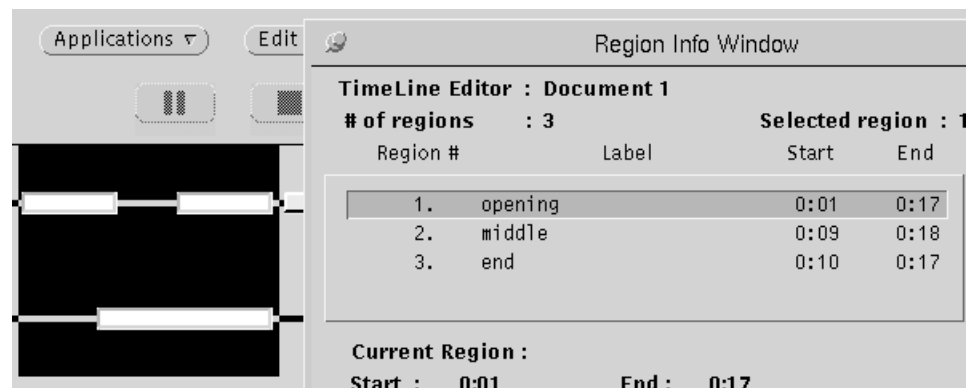 Applications Edit
Region Info Window
TimeLine Editor : Document 1
# of regions : 3 Selected region : 1
Region # Label Start End
1. opening 0:01 0:17
2. middle 0:09 0:18
3. end 0:10 0:17
Current Region :
Start : 0:01 End : 0:17